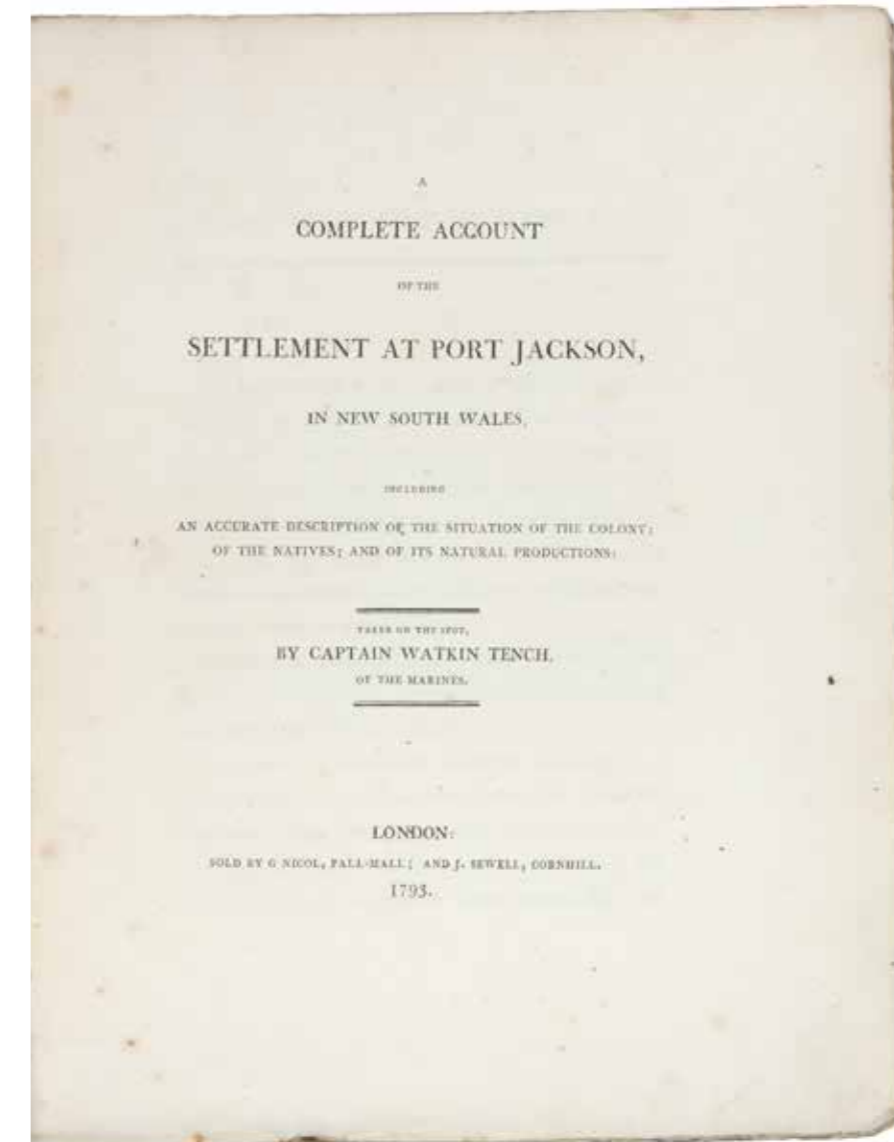 A
COMPLETE ACCOUNT
OF THE
SETTLEMENT AT PORT JACKSON,
IN NEW SOUTH WALES,
INCLUDING
AN ACCURATE DESCRIPTION OF THE SITUATION OF THE COLONY;
OF THE NATIVES; AND OF ITS NATURAL PRODUCTIONS:
TAKEN ON THE SPOT,
BY CAPTAIN WATKIN TENCH,
OF THE MARINES.
LONDON:
SOLD BY G NICOL, PALL-MALL; AND J. SEWELL, CORNHILL.
1793.